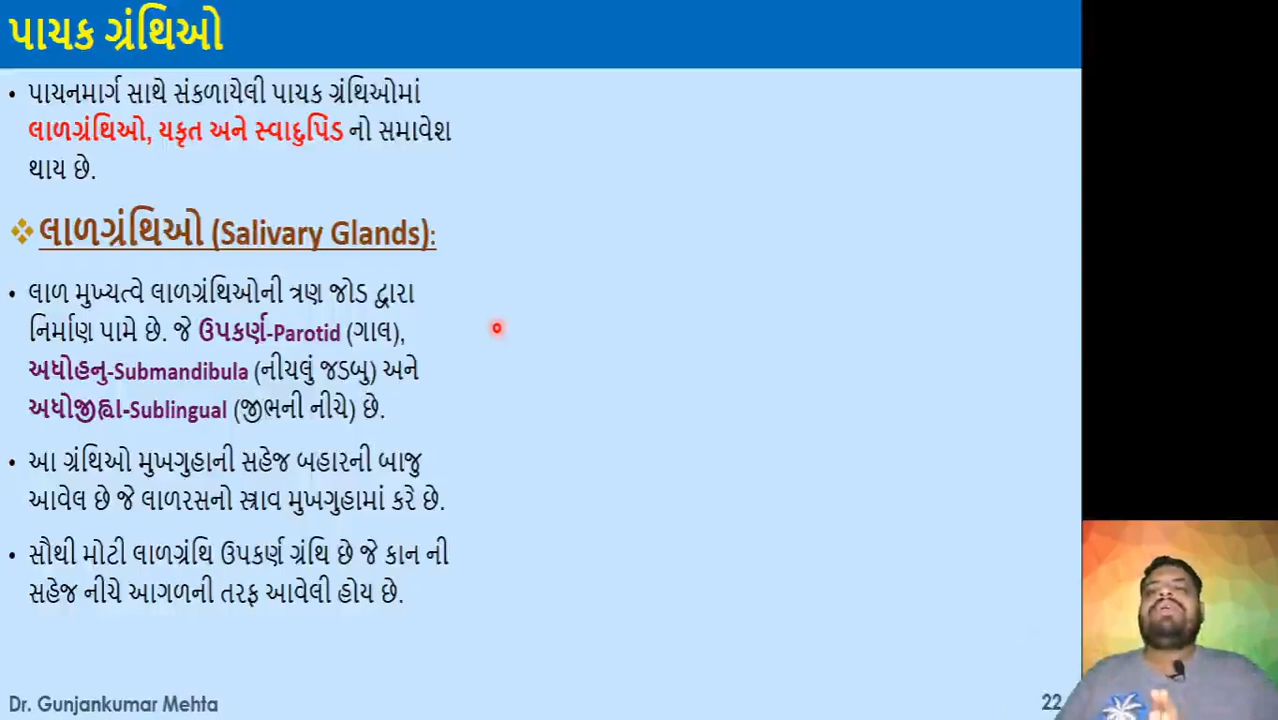 પાચક ગ્રંથિઓ
• પાચનમાર્ગ સાથે સંકળાયેલી પાચક ગ્રંથિઓમાં
લાળગ્રંથિઓ, યકૃત અને સ્વાદુપિંડ નો સમાવેશ
થાય છે.
❖ લાળગ્રંથિઓ (Salivary Glands):
• લાળ મુખ્યત્વે લાળગ્રંથિઓની ત્રણ જોડ દ્વારા
નિર્માણ પામે છે. જે ઉપકર્ણ-Parotid (ગાલ),
અધોહનુ-Submandibula (નીચલું જડબુ) અને
અધોજીહ્વા-Sublingual (જીભની નીચે) છે.
• આ ગ્રંથિઓ મુખગુહાની સહેજ બહારની બાજુ
આવેલ છે જે લાળરસનો સ્ત્રાવ મુખગુહામાં કરે છે.
• સૌથી મોટી લાળગ્રંથિ ઉપકર્ણ ગ્રંથિ છે જે કાન ની
સહેજ નીચે આગળની તરફ આવેલી હોય છે.
Dr. Gunjankumar Mehta
22